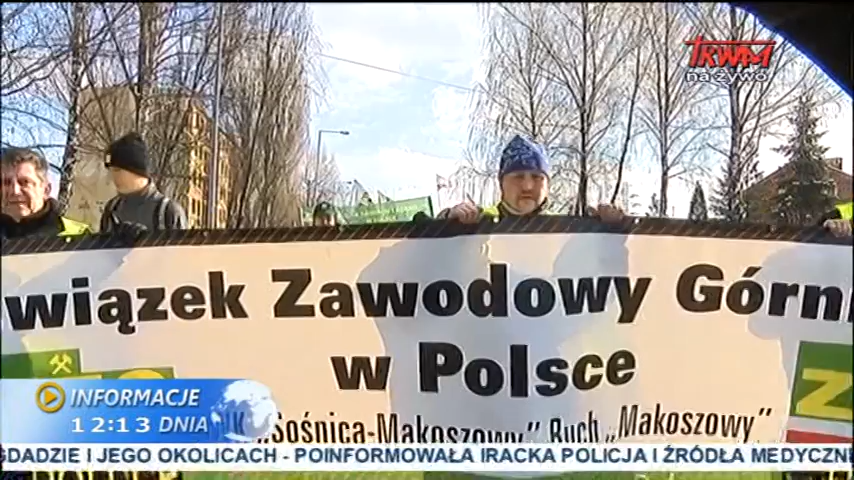 TRWAM
na żywo
wiązek Zawodowy Górni
w Polsce
"Sośnica-Makoszowy" Ruch "Makoszowy"
INFORMACJE
12:13 DNIA
GDADZIE I JEGO OKOLICACH - POINFORMOWAŁA IRACKA POLICJA I ŹRÓDŁA MEDYCZNE